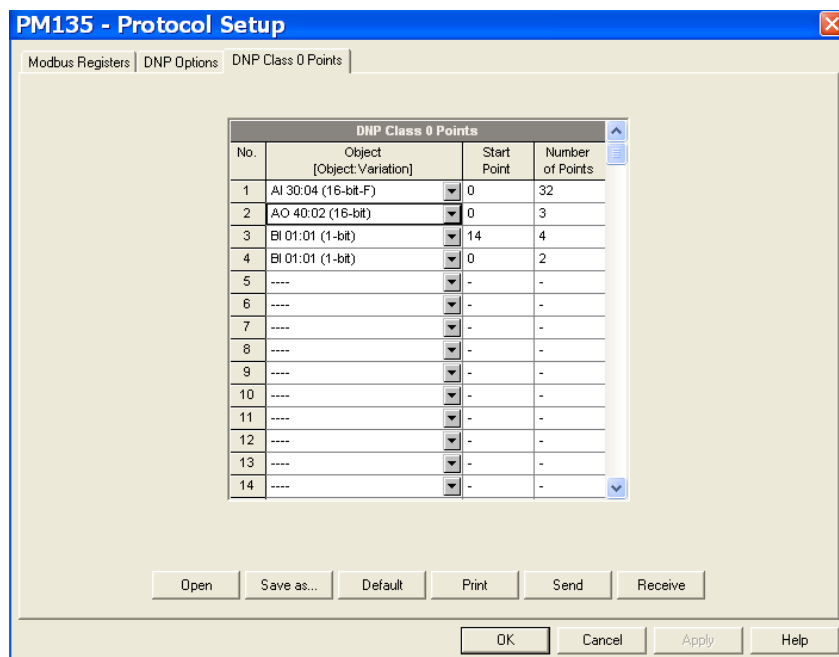 PM135 - Protocol Setup
Modbus Registers DNP Options DNP Class 0 Points
DNP Class 0 Points
No. Object [Object:Variation] Start Point Number of Points
1 AI 30:04 (16-bit-F) 0 32
2 AO 40:02 (16-bit) 0 3
3 BI 01:01 (1-bit) 14 4
4 BI 01:01 (1-bit) 0 2
5 ---- - -
6 ---- - -
7 ---- - -
8 ---- - -
9 ---- - -
10 ---- - -
11 ---- - -
12 ---- - -
13 ---- - -
14 ---- - -
Open Save as... Default Print Send Receive
OK Cancel Apply Help